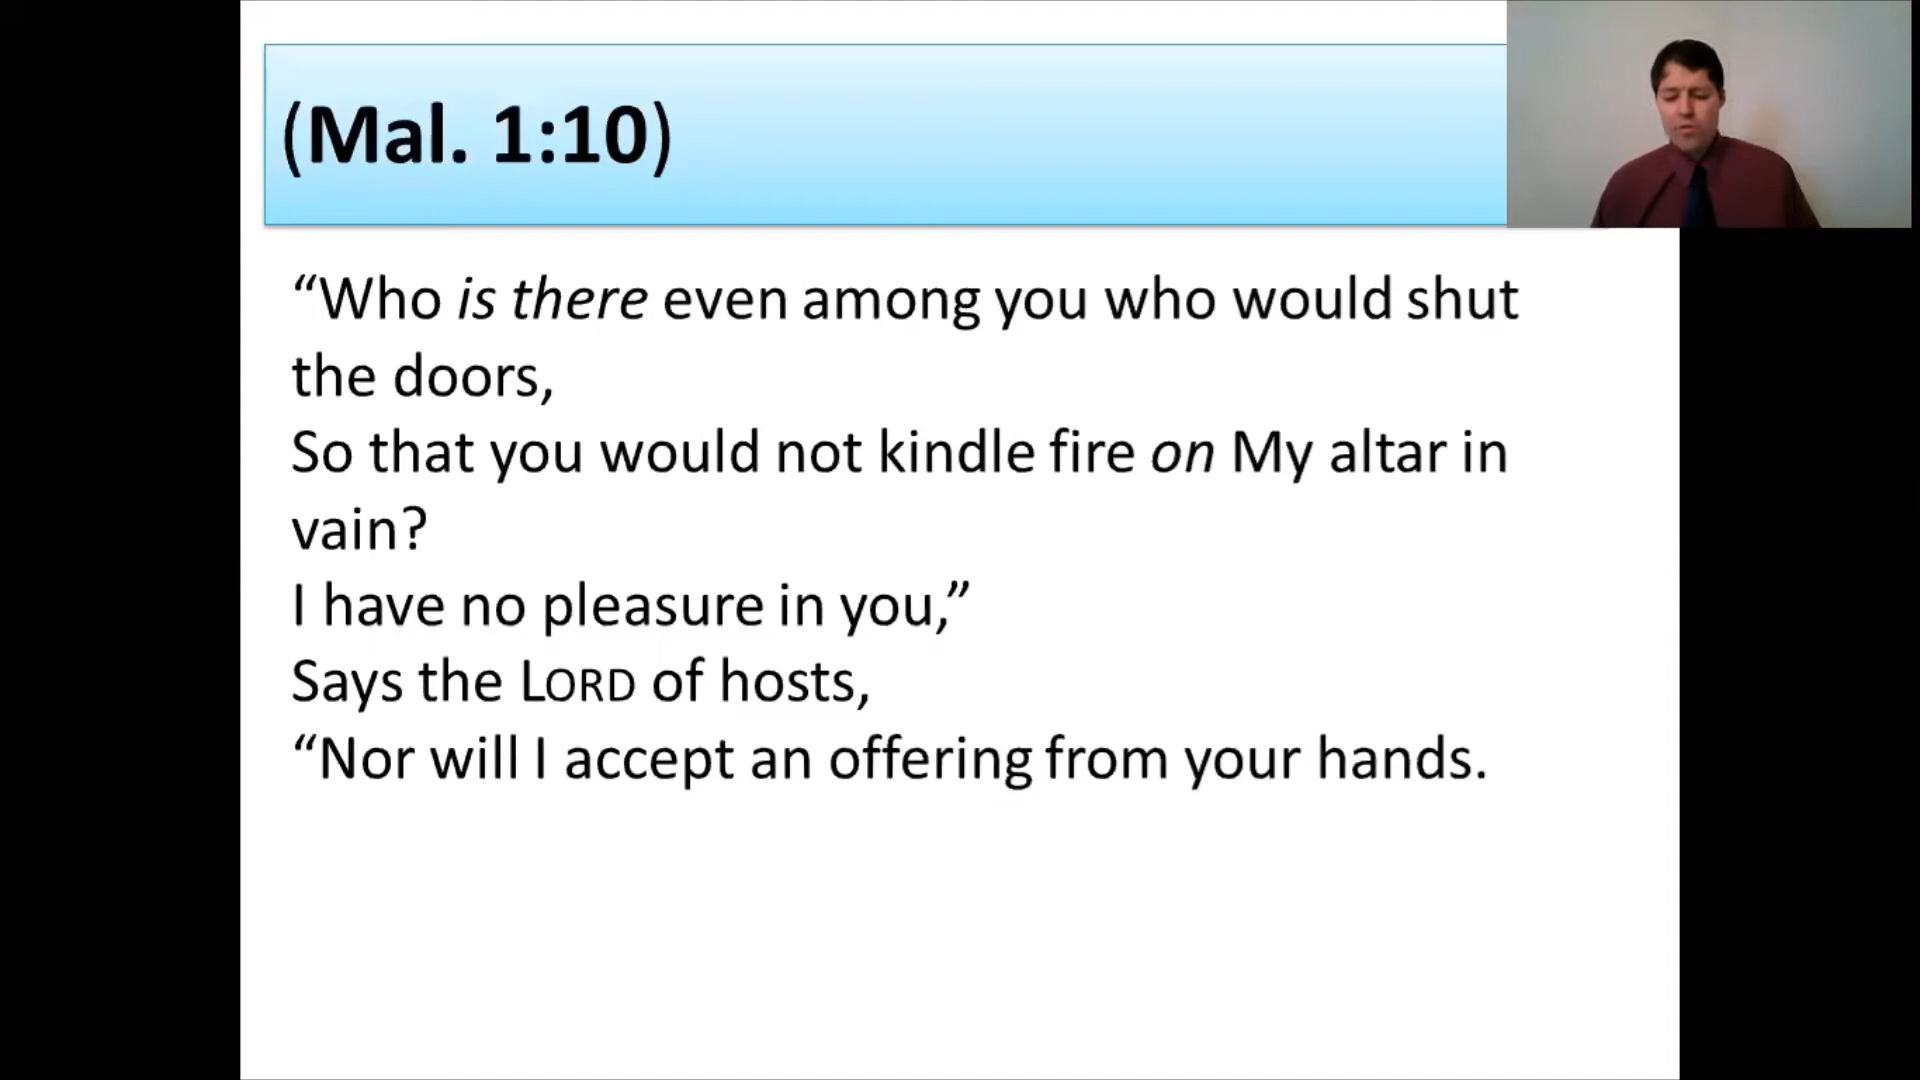 (Mal. 1:10)
“Who is there even among you who would shut
the doors,
So that you would not kindle fire on My altar in
vain?
I have no pleasure in you,”
Says the LORD of hosts,
“Nor will I accept an offering from your hands.